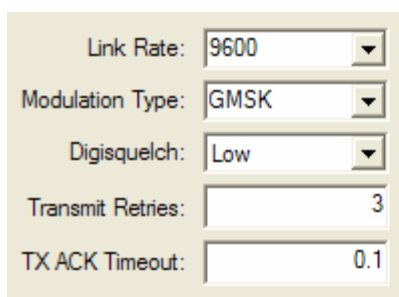 Link Rate: 9600
Modulation Type: GMSK
Digisquelch: Low
Transmit Retries: 3
TX ACK Timeout: 0.1